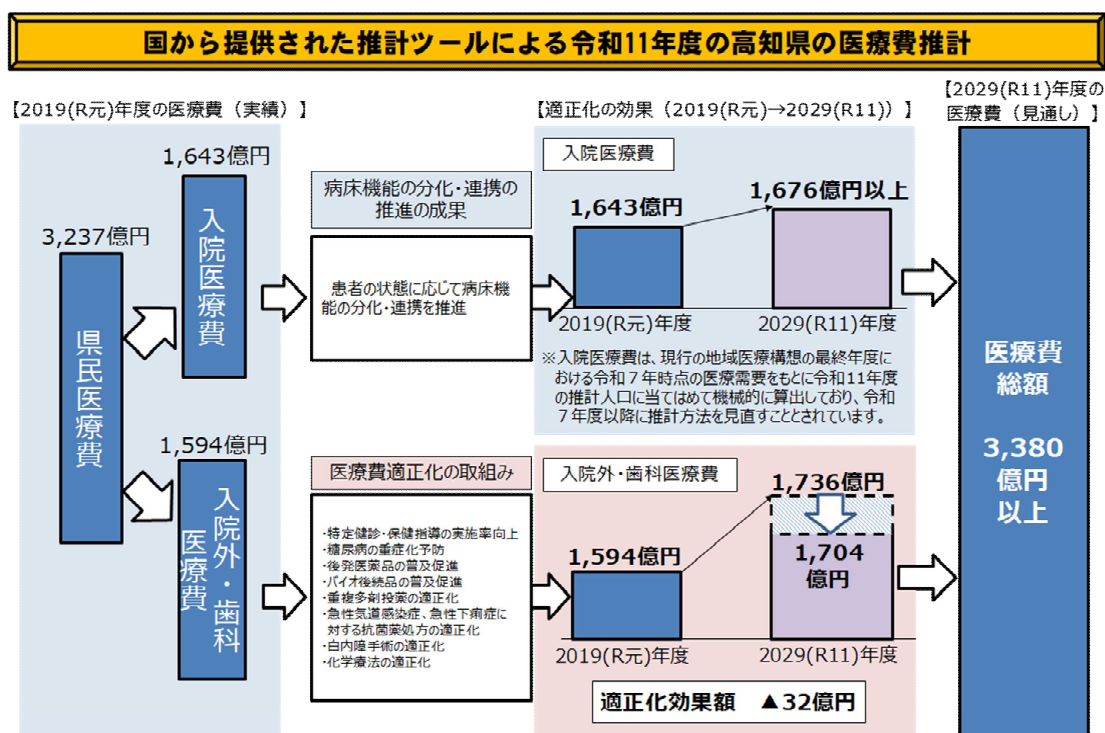 国から提供された推計ツールによる令和11年度の高知県の医療費推計
【2019(R元)年度の医療費（実績）】
3,237億円
県民医療費
1,643億円
入院医療費
1,594億円
入院外・歯科
医療費
病床機能の分化・連携の
推進の成果
患者の状態に応じて病床機
能の分化・連携を推進
医療費適正化の取組み
・特定健診・保健指導の実施率向上
・糖尿病の重症化予防
・後発医薬品の普及促進
・バイオ後続品の普及促進
・重複多剤投薬の適正化
・急性気道感染症、急性下痢症に
対する抗菌薬処方の適正化
・白内障手術の適正化
・化学療法の適正化
【適正化の効果（2019(R元)→2029(R11)）】
入院医療費
1,643億円
1,676億円以上
2019(R元)年度
2029(R11)年度
※入院医療費は、現行の地域医療構想の最終年度に
おける令和７年時点の医療需要をもとに令和11年度
の推計人口に当てはめて機械的に算出しており、令和
７年度以降に推計方法を見直すこととされています。
入院外・歯科医療費
1,594億円
1,736億円
1,704
億円
2019(R元)年度
2029(R11)年度
適正化効果額　▲32億円
【2029(R11)年度の
医療費（見通し）】
医療費
総額
3,380
億円
以上